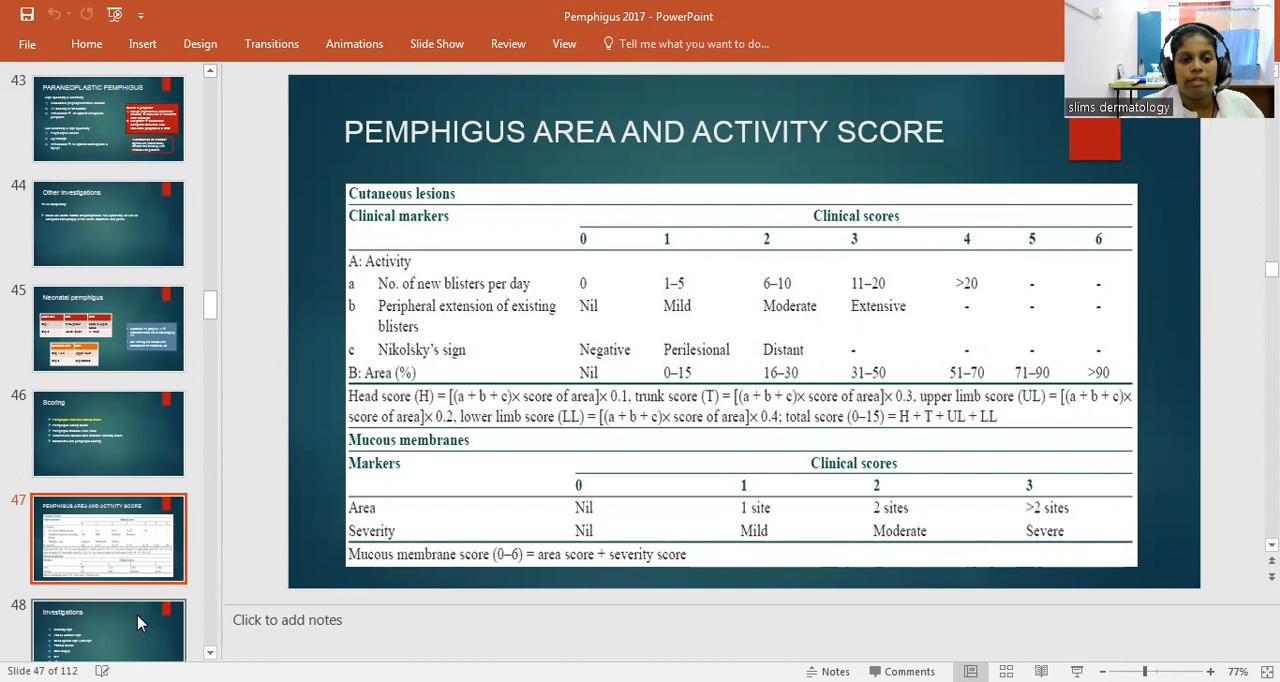 Pemphigus 2017 - PowerPoint
File Home Insert Design Transitions Animations Slide Show Review View Tell me what you want to do...
slims dermatology
43
PARANEOPLASTIC PEMPHIGUS
44
Other investigations
45
Neonatal pemphigus
46
Scoring
47
PEMPHIGUS AREA AND ACTIVITY SCORE
48
Investigations
PEMPHIGUS AREA AND ACTIVITY SCORE
Cutaneous lesions
Clinical markers Clinical scores
0 1 2 3 4 5 6
A: Activity
a No. of new blisters per day 0 1–5 6–10 11–20 >20 - -
b Peripheral extension of existing Nil Mild Moderate Extensive - - -
blisters
c Nikolsky's sign Negative Perilesional Distant - - - -
B: Area (%) Nil 0–15 16–30 31–50 51–70 71–90 >90
Head score (H) = [(a + b + c)× score of area]× 0.1, trunk score (T) = [(a + b + c)× score of area]× 0.3, upper limb score (UL) = [(a + b + c)×
score of area]× 0.2, lower limb score (LL) = [(a + b + c)× score of area]× 0.4; total score (0–15) = H + T + UL + LL
Mucous membranes
Markers Clinical scores
0 1 2 3
Area Nil 1 site 2 sites >2 sites
Severity Nil Mild Moderate Severe
Mucous membrane score (0–6) = area score + severity score
Click to add notes
Slide 47 of 112 Notes Comments 77%